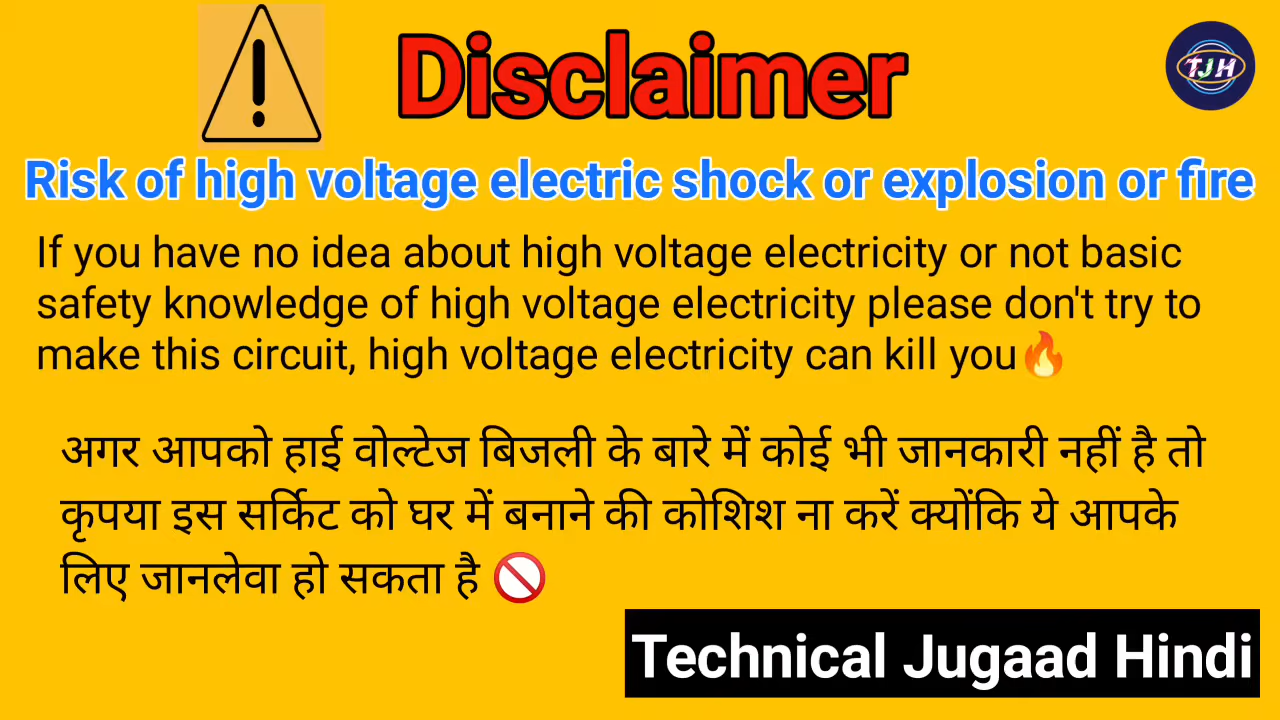 Disclaimer
TJH
Risk of high voltage electric shock or explosion or fire
If you have no idea about high voltage electricity or not basic
safety knowledge of high voltage electricity please don't try to
make this circuit, high voltage electricity can kill you🔥
अगर आपको हाई वोल्टेज बिजली के बारे में कोई भी जानकारी नहीं है तो
कृपया इस सर्किट को घर में बनाने की कोशिश ना करें क्योंकि ये आपके
लिए जानलेवा हो सकता है 🚫
Technical Jugaad Hindi